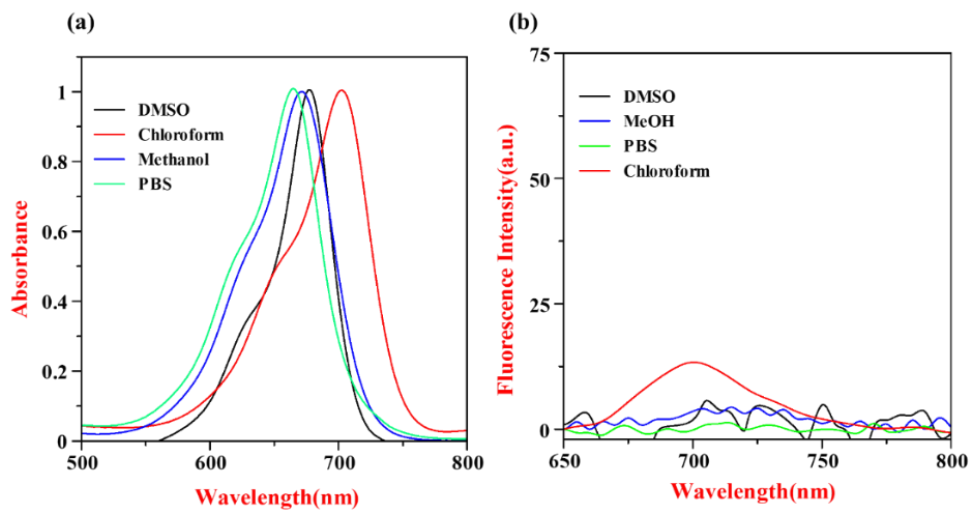 (a)
Absorbance
1
0.8
0.6
0.4
0.2
0
DMSO
Chloroform
Methanol
PBS
500
600
700
800
Wavelength(nm)
(b)
Fluorescence Intensity(a.u.)
75
50
25
0
DMSO
MeOH
PBS
Chloroform
650
700
750
800
Wavelength(nm)